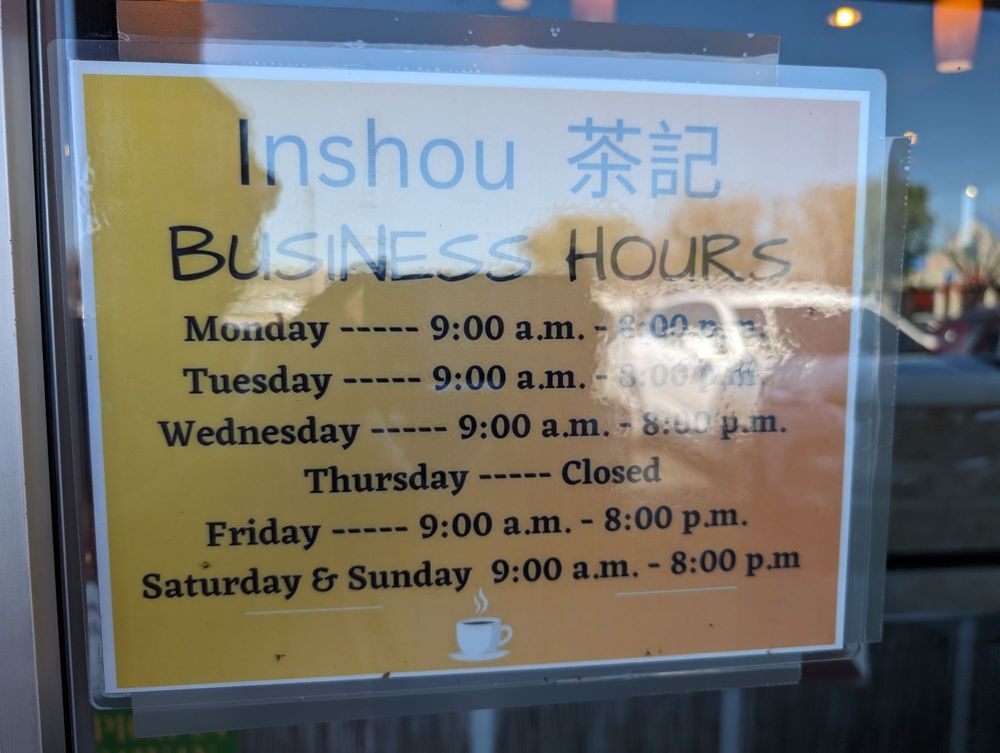 Inshou 茶記
BUSINESS HOURS
Monday ----- 9:00 a.m. - 8:00 p.m.
Tuesday ----- 9:00 a.m. - 8:00 p.m.
Wednesday ----- 9:00 a.m. - 8:00 p.m.
Thursday ----- Closed
Friday ----- 9:00 a.m. - 8:00 p.m.
Saturday & Sunday 9:00 a.m. - 8:00 p.m